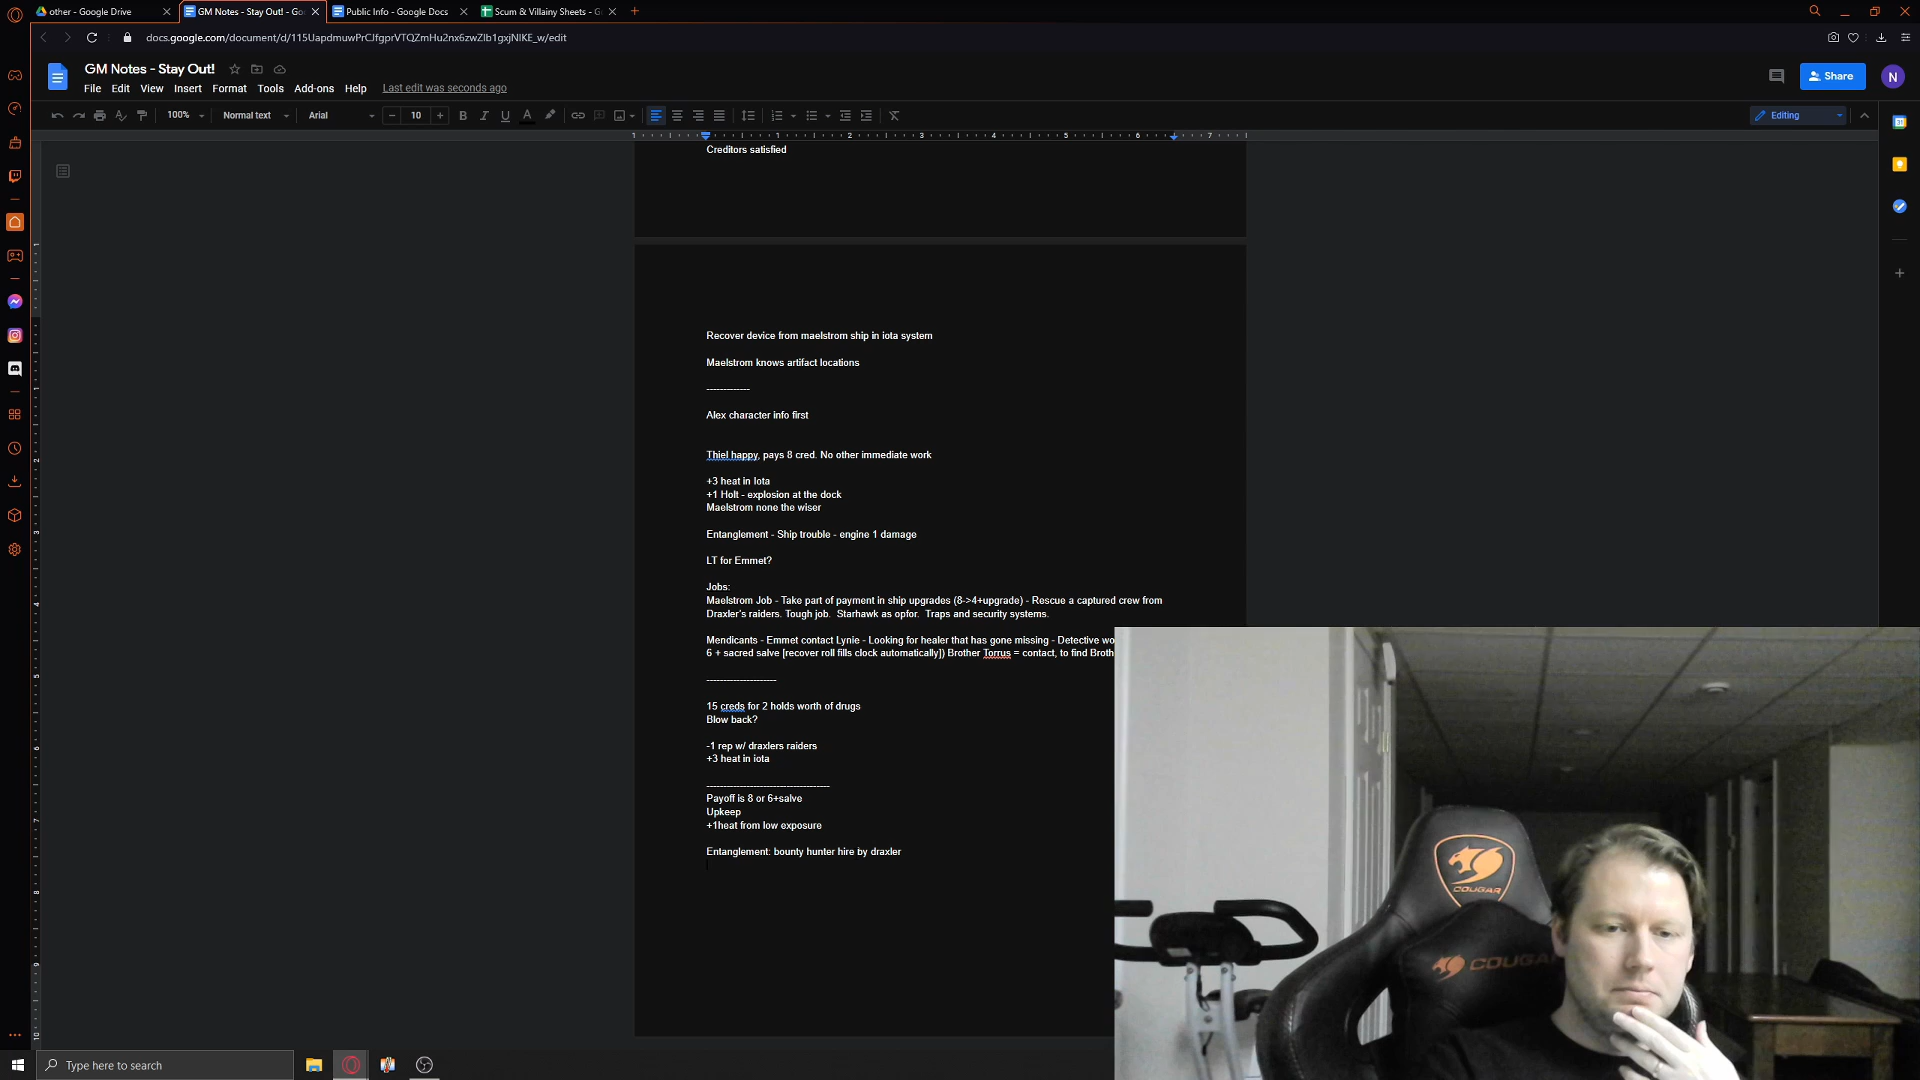 other - Google Drive
GM Notes - Stay Out! - Goo
Public Info - Google Docs
Scum & Villainy Sheets - G
docs.google.com/document/d/115UapdmuwPrCJfgprVTQZmHu2nx6zwZIb1gxjNIKE_w/edit
GM Notes - Stay Out!
File Edit View Insert Format Tools Add-ons Help Last edit was seconds ago
Share
N
100% Normal text Arial 10 Editing
Creditors satisfied
Recover device from maelstrom ship in iota system
Maelstrom knows artifact locations
-------------
Alex character info first
Thiel happy, pays 8 cred. No other immediate work
+3 heat in Iota
+1 Holt - explosion at the dock
Maelstrom none the wiser
Entanglement - Ship trouble - engine 1 damage
LT for Emmet?
Jobs:
Maelstrom Job - Take part of payment in ship upgrades (8->4+upgrade) - Rescue a captured crew from
Draxler's raiders. Tough job. Starhawk as opfor. Traps and security systems.
Mendicants - Emmet contact Lynie - Looking for healer that has gone missing - Detective wo
6 + sacred salve [recover roll fills clock automatically]) Brother Torrus = contact, to find Broth
---------------------
15 creds for 2 holds worth of drugs
Blow back?
-1 rep w/ draxlers raiders
+3 heat in iota
-------------------------------------
Payoff is 8 or 6+salve
Upkeep
+1heat from low exposure
Entanglement: bounty hunter hire by draxler
COUGAR
COUGA
Type here to search